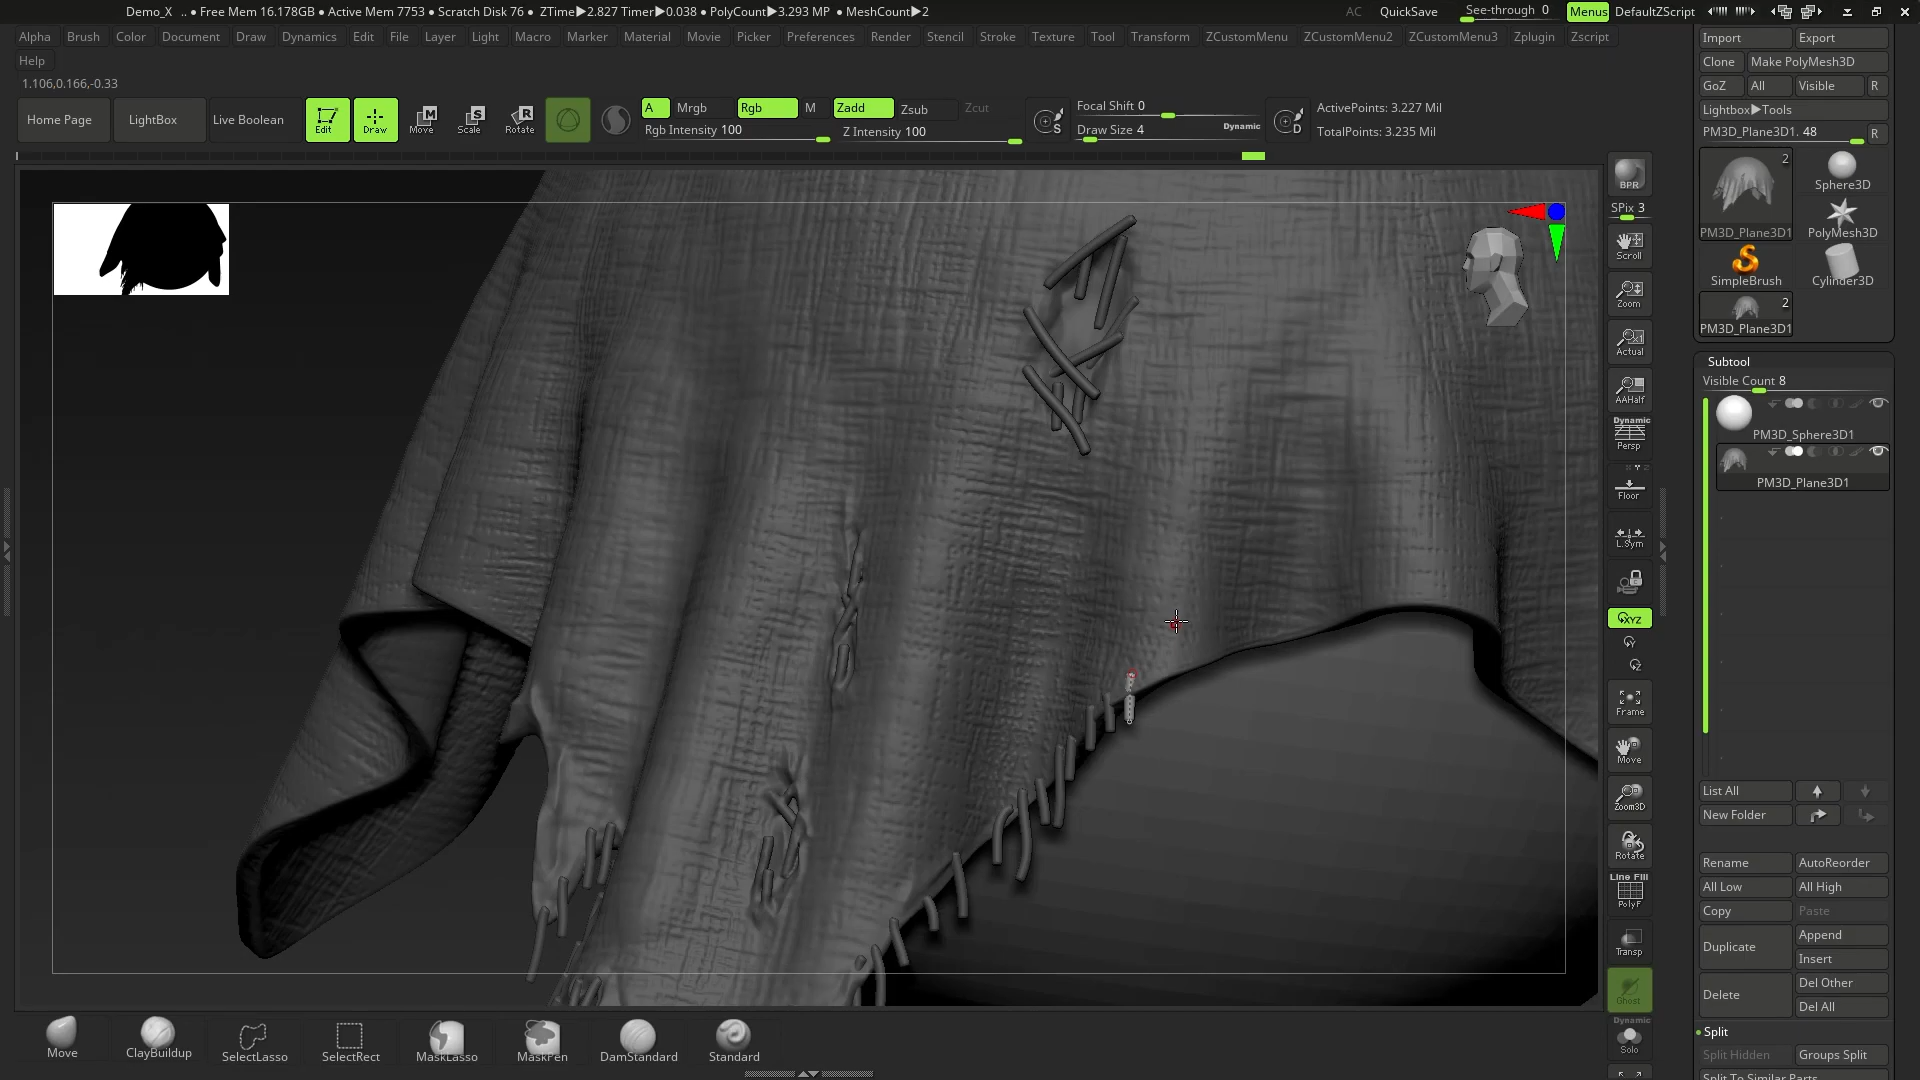 Demo_X .. ● Free Mem 16.178GB ● Active Mem 7753 ● Scratch Disk 76 ● ZTime▶2.827 Timer▶0.038 ● PolyCount▶3.293 MP ● MeshCount▶2
AC QuickSave See-through 0 Menus DefaultZScript
Alpha Brush Color Document Draw Dynamics Edit File Layer Light Macro Marker Material Movie Picker Preferences Render Stencil Stroke Texture Tool Transform ZCustomMenu ZCustomMenu2 ZCustomMenu3 Zplugin Zscript
Help
1.106,0.166,-0.33
Home Page LightBox Live Boolean Edit Draw Move Scale Rotate
A Mrgb Rgb M Zadd Zsub Zcut
Rgb Intensity 100 Z Intensity 100
S Focal Shift 0
Draw Size 4 Dynamic
D ActivePoints: 3.227 Mil
TotalPoints: 3.235 Mil
BPR
SPix 3
Scroll
Zoom
Actual
AAHalf
Dynamic
Persp
Floor
L.Sym
XYZ
Y
Z
Frame
Move
Zoom3D
Rotate
Line Fill
PolyF
Transp
Ghost
Dynamic
Solo
Import Export
Clone Make PolyMesh3D
GoZ All Visible R
Lightbox▶Tools
PM3D_Plane3D1. 48 R
2
PM3D_Plane3D1 Sphere3D
PolyMesh3D
SimpleBrush Cylinder3D
2
PM3D_Plane3D1
Subtool
Visible Count 8
PM3D_Sphere3D1
PM3D_Plane3D1
List All
New Folder
Rename AutoReorder
All Low All High
Copy Paste
Duplicate Append
Insert
Delete Del Other
Del All
Split
Split Hidden Groups Split
Split To Similar Parts
Move ClayBuildup SelectLasso SelectRect MaskLasso MaskPen DamStandard Standard